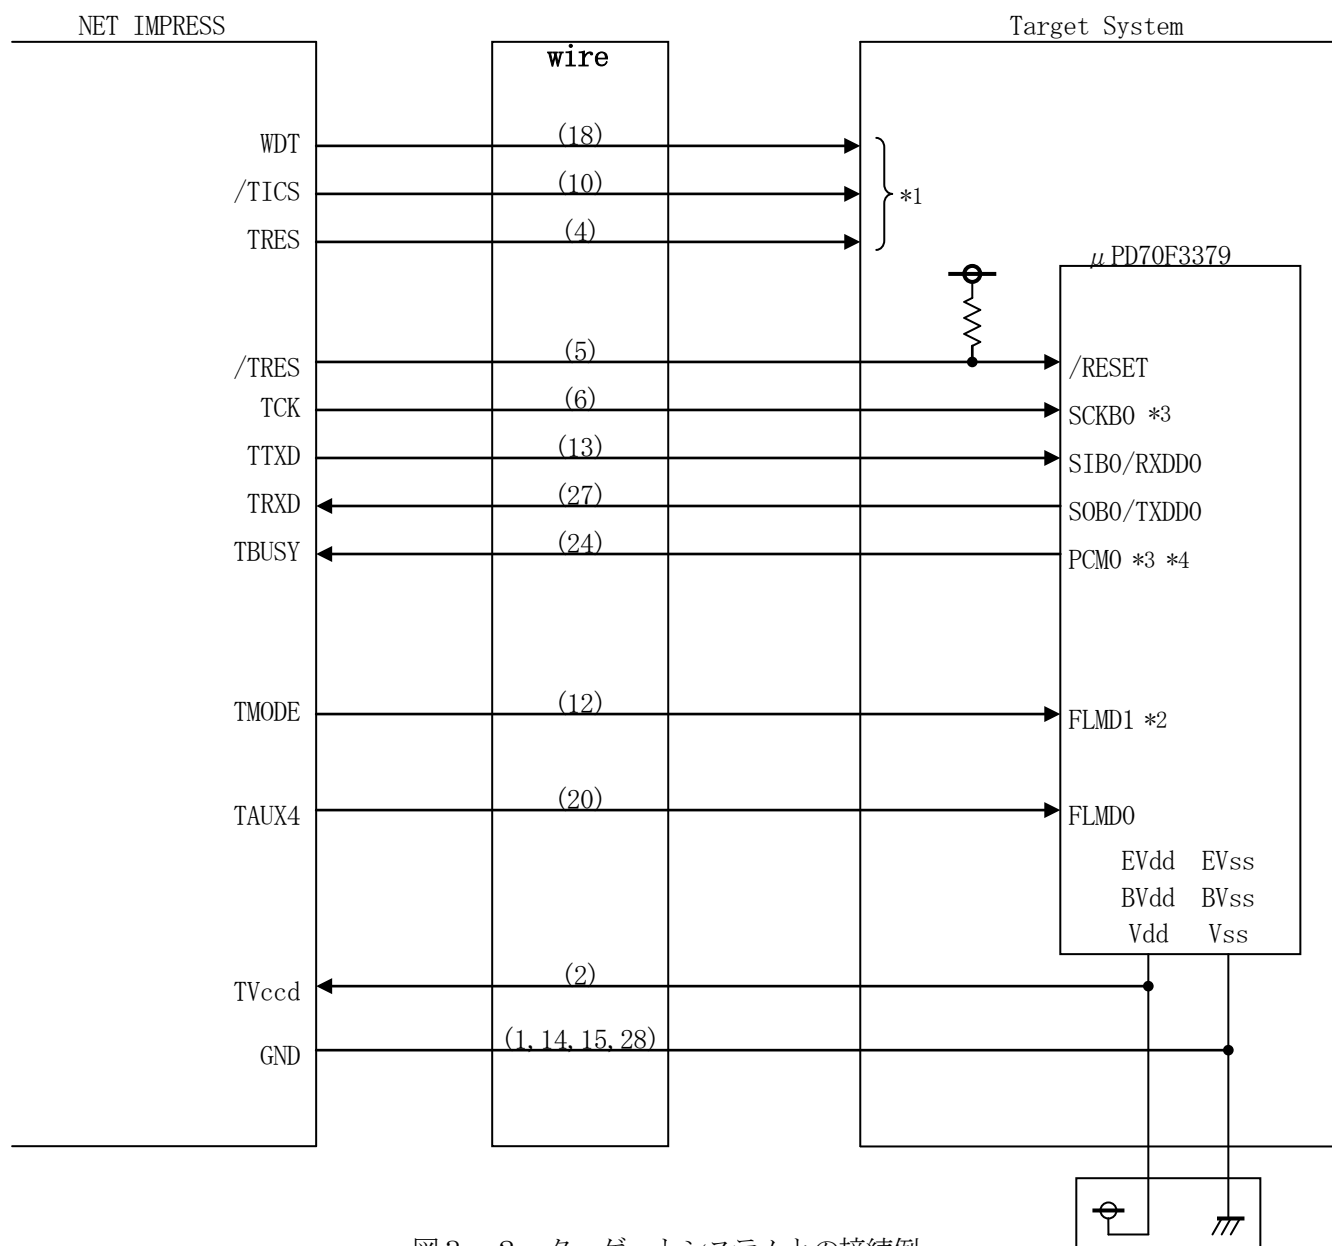 NET IMPRESS
Target System
wire
WDT
(18)
/TICS
(10)
*1
TRES
(4)
μPD70F3379
/TRES
(5)
/RESET
TCK
(6)
SCKB0 *3
TTXD
(13)
SIB0/RXDD0
TRXD
(27)
SOB0/TXDD0
TBUSY
(24)
PCM0 *3 *4
TMODE
(12)
FLMD1 *2
TAUX4
(20)
FLMD0
EVdd EVss
BVdd BVss
Vdd Vss
TVccd
(2)
GND
(1,14,15,28)